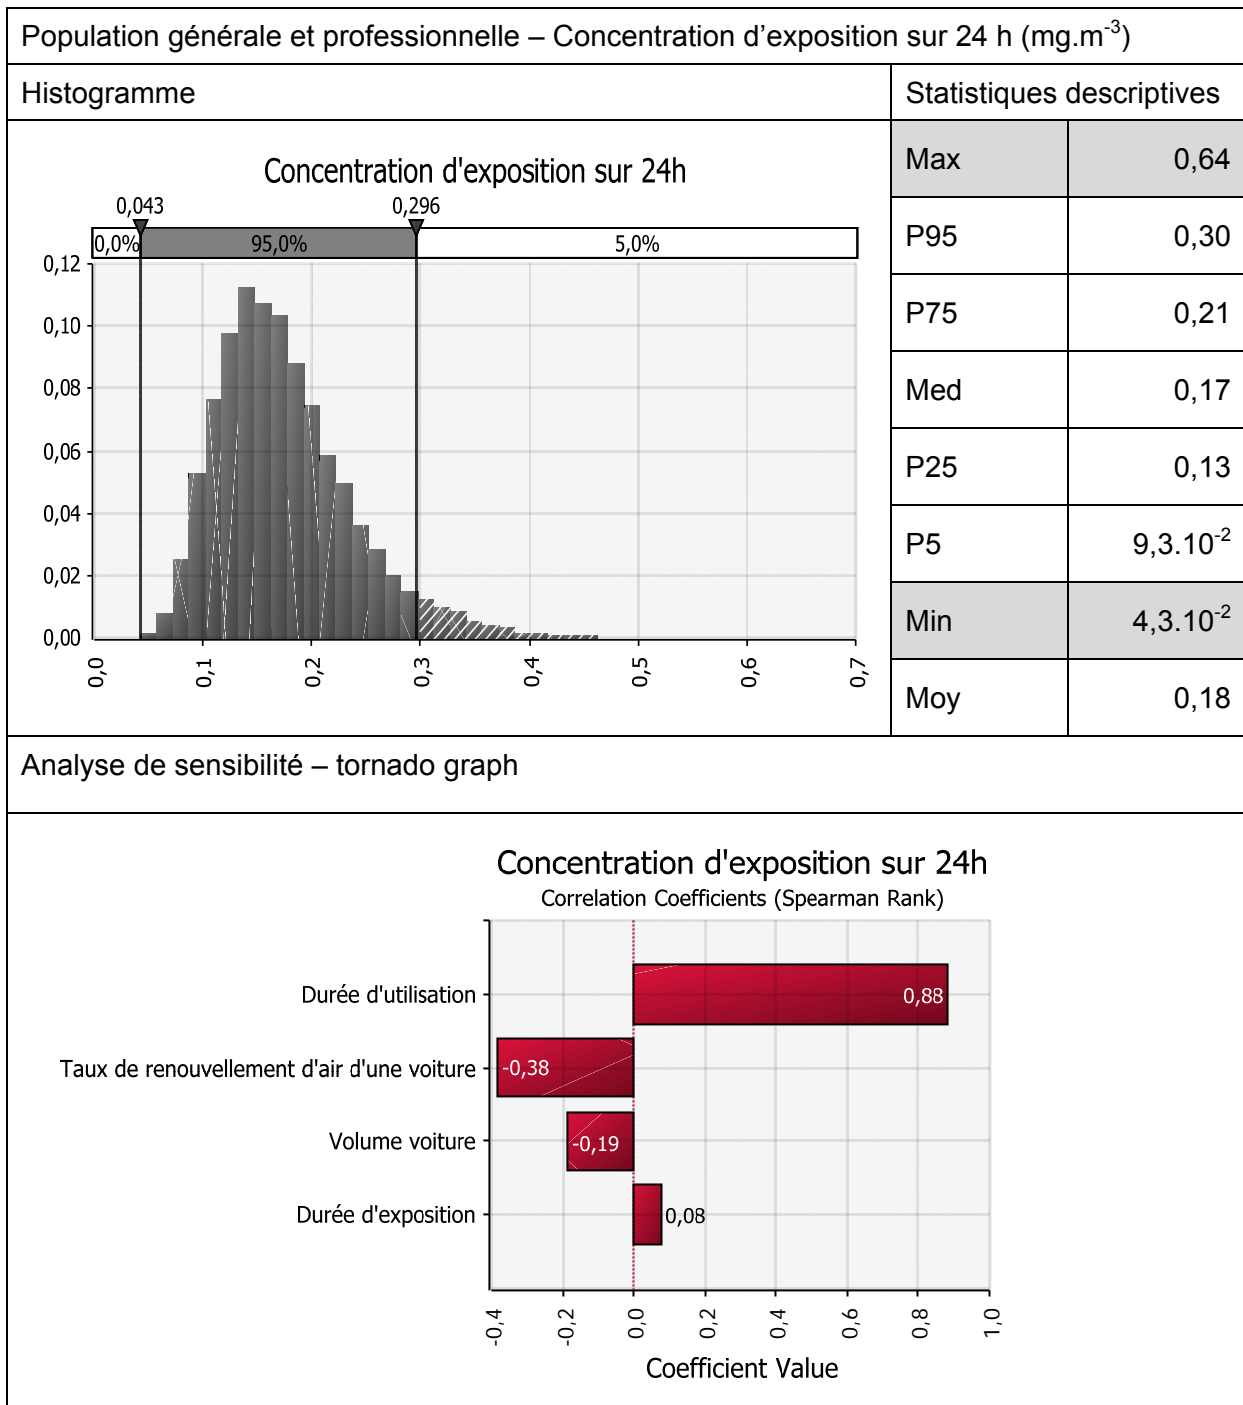 Population générale et professionnelle – Concentration d’exposition sur 24 h (mg.m-3)
Histogramme
Statistiques descriptives
Concentration d'exposition sur 24h
0,043
0,296
0,0%
95,0%
5,0%
0,12
0,10
0,08
0,06
0,04
0,02
0,00
0,0
0,1
0,2
0,3
0,4
0,5
0,6
0,7
Max 0,64
P95 0,30
P75 0,21
Med 0,17
P25 0,13
P5 9,3.10-2
Min 4,3.10-2
Moy 0,18
Analyse de sensibilité – tornado graph
Concentration d'exposition sur 24h
Correlation Coefficients (Spearman Rank)
Durée d'utilisation
0,88
Taux de renouvellement d'air d'une voiture
-0,38
Volume voiture
-0,19
Durée d'exposition
0,08
-0,4
-0,2
0,0
0,2
0,4
0,6
0,8
1,0
Coefficient Value